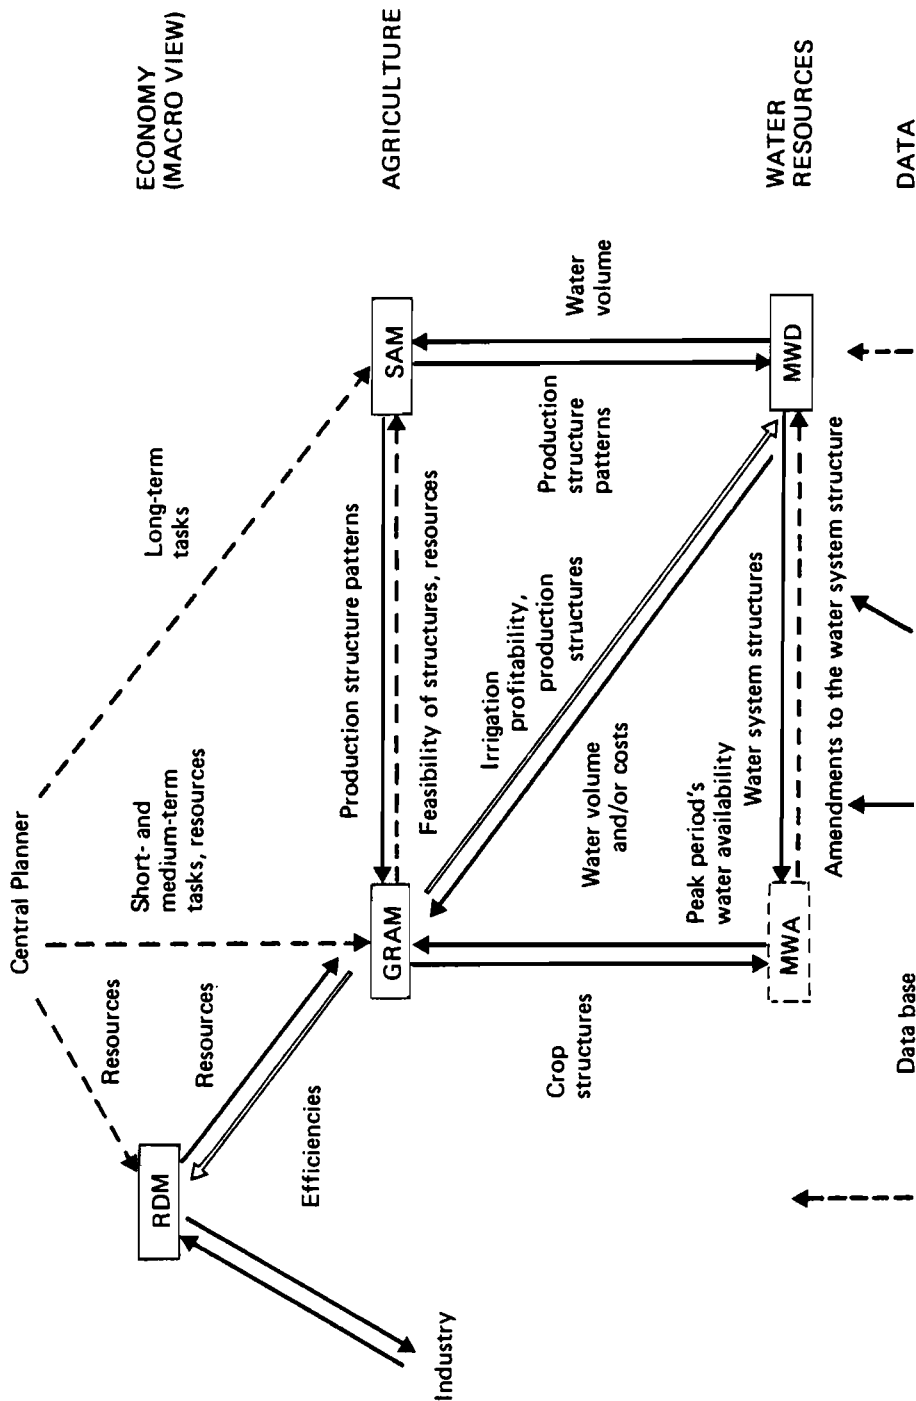 Central Planner
ECONOMY
(MACRO VIEW)
Short- and
medium-term
tasks, resources
Long-term
tasks
Resources
Resources
RDM
Efficiencies
Industry
AGRICULTURE
GRAM
SAM
Production structure patterns
Feasibility of structures, resources
Irrigation
profitability,
production
structures
Production
structure
patterns
Water
volume
Crop
structures
Water volume
and/or costs
Peak period's
water availability
Water system structures
WATER
RESOURCES
MWA
MWD
Amendments to the water system structure
Data base
DATA